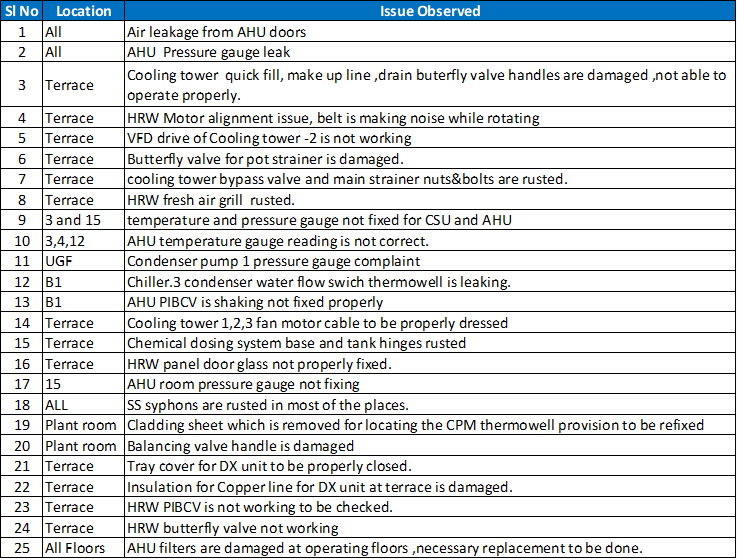 Sl No Location Issue Observed
1 All Air leakage from AHU doors
2 All AHU Pressure gauge leak
3 Terrace Cooling tower quick fill, make up line ,drain buterfly valve handles are damaged ,not able to
operate properly.
4 Terrace HRW Motor alignment issue, belt is making noise while rotating
5 Terrace VFD drive of Cooling tower -2 is not working
6 Terrace Butterfly valve for pot strainer is damaged.
7 Terrace cooling tower bypass valve and main strainer nuts&bolts are rusted.
8 Terrace HRW fresh air grill rusted.
9 3 and 15 temperature and pressure gauge not fixed for CSU and AHU
10 3,4,12 AHU temperature gauge reading is not correct.
11 UGF Condenser pump 1 pressure gauge complaint
12 B1 Chiller.3 condenser water flow swich thermowell is leaking.
13 B1 AHU PIBCV is shaking not fixed properly
14 Terrace Cooling tower 1,2,3 fan motor cable to be properly dressed
15 Terrace Chemical dosing system base and tank hinges rusted
16 Terrace HRW panel door glass not properly fixed.
17 15 AHU room pressure gauge not fixing
18 ALL SS syphons are rusted in most of the places.
19 Plant room Cladding sheet which is removed for locating the CPM thermowell provision to be refixed
20 Plant room Balancing valve handle is damaged
21 Terrace Tray cover for DX unit to be properly closed.
22 Terrace Insulation for Copper line for DX unit at terrace is damaged.
23 Terrace HRW PIBCV is not working to be checked.
24 Terrace HRW butterfly valve not working
25 All Floors AHU filters are damaged at operating floors ,necessary replacement to be done.